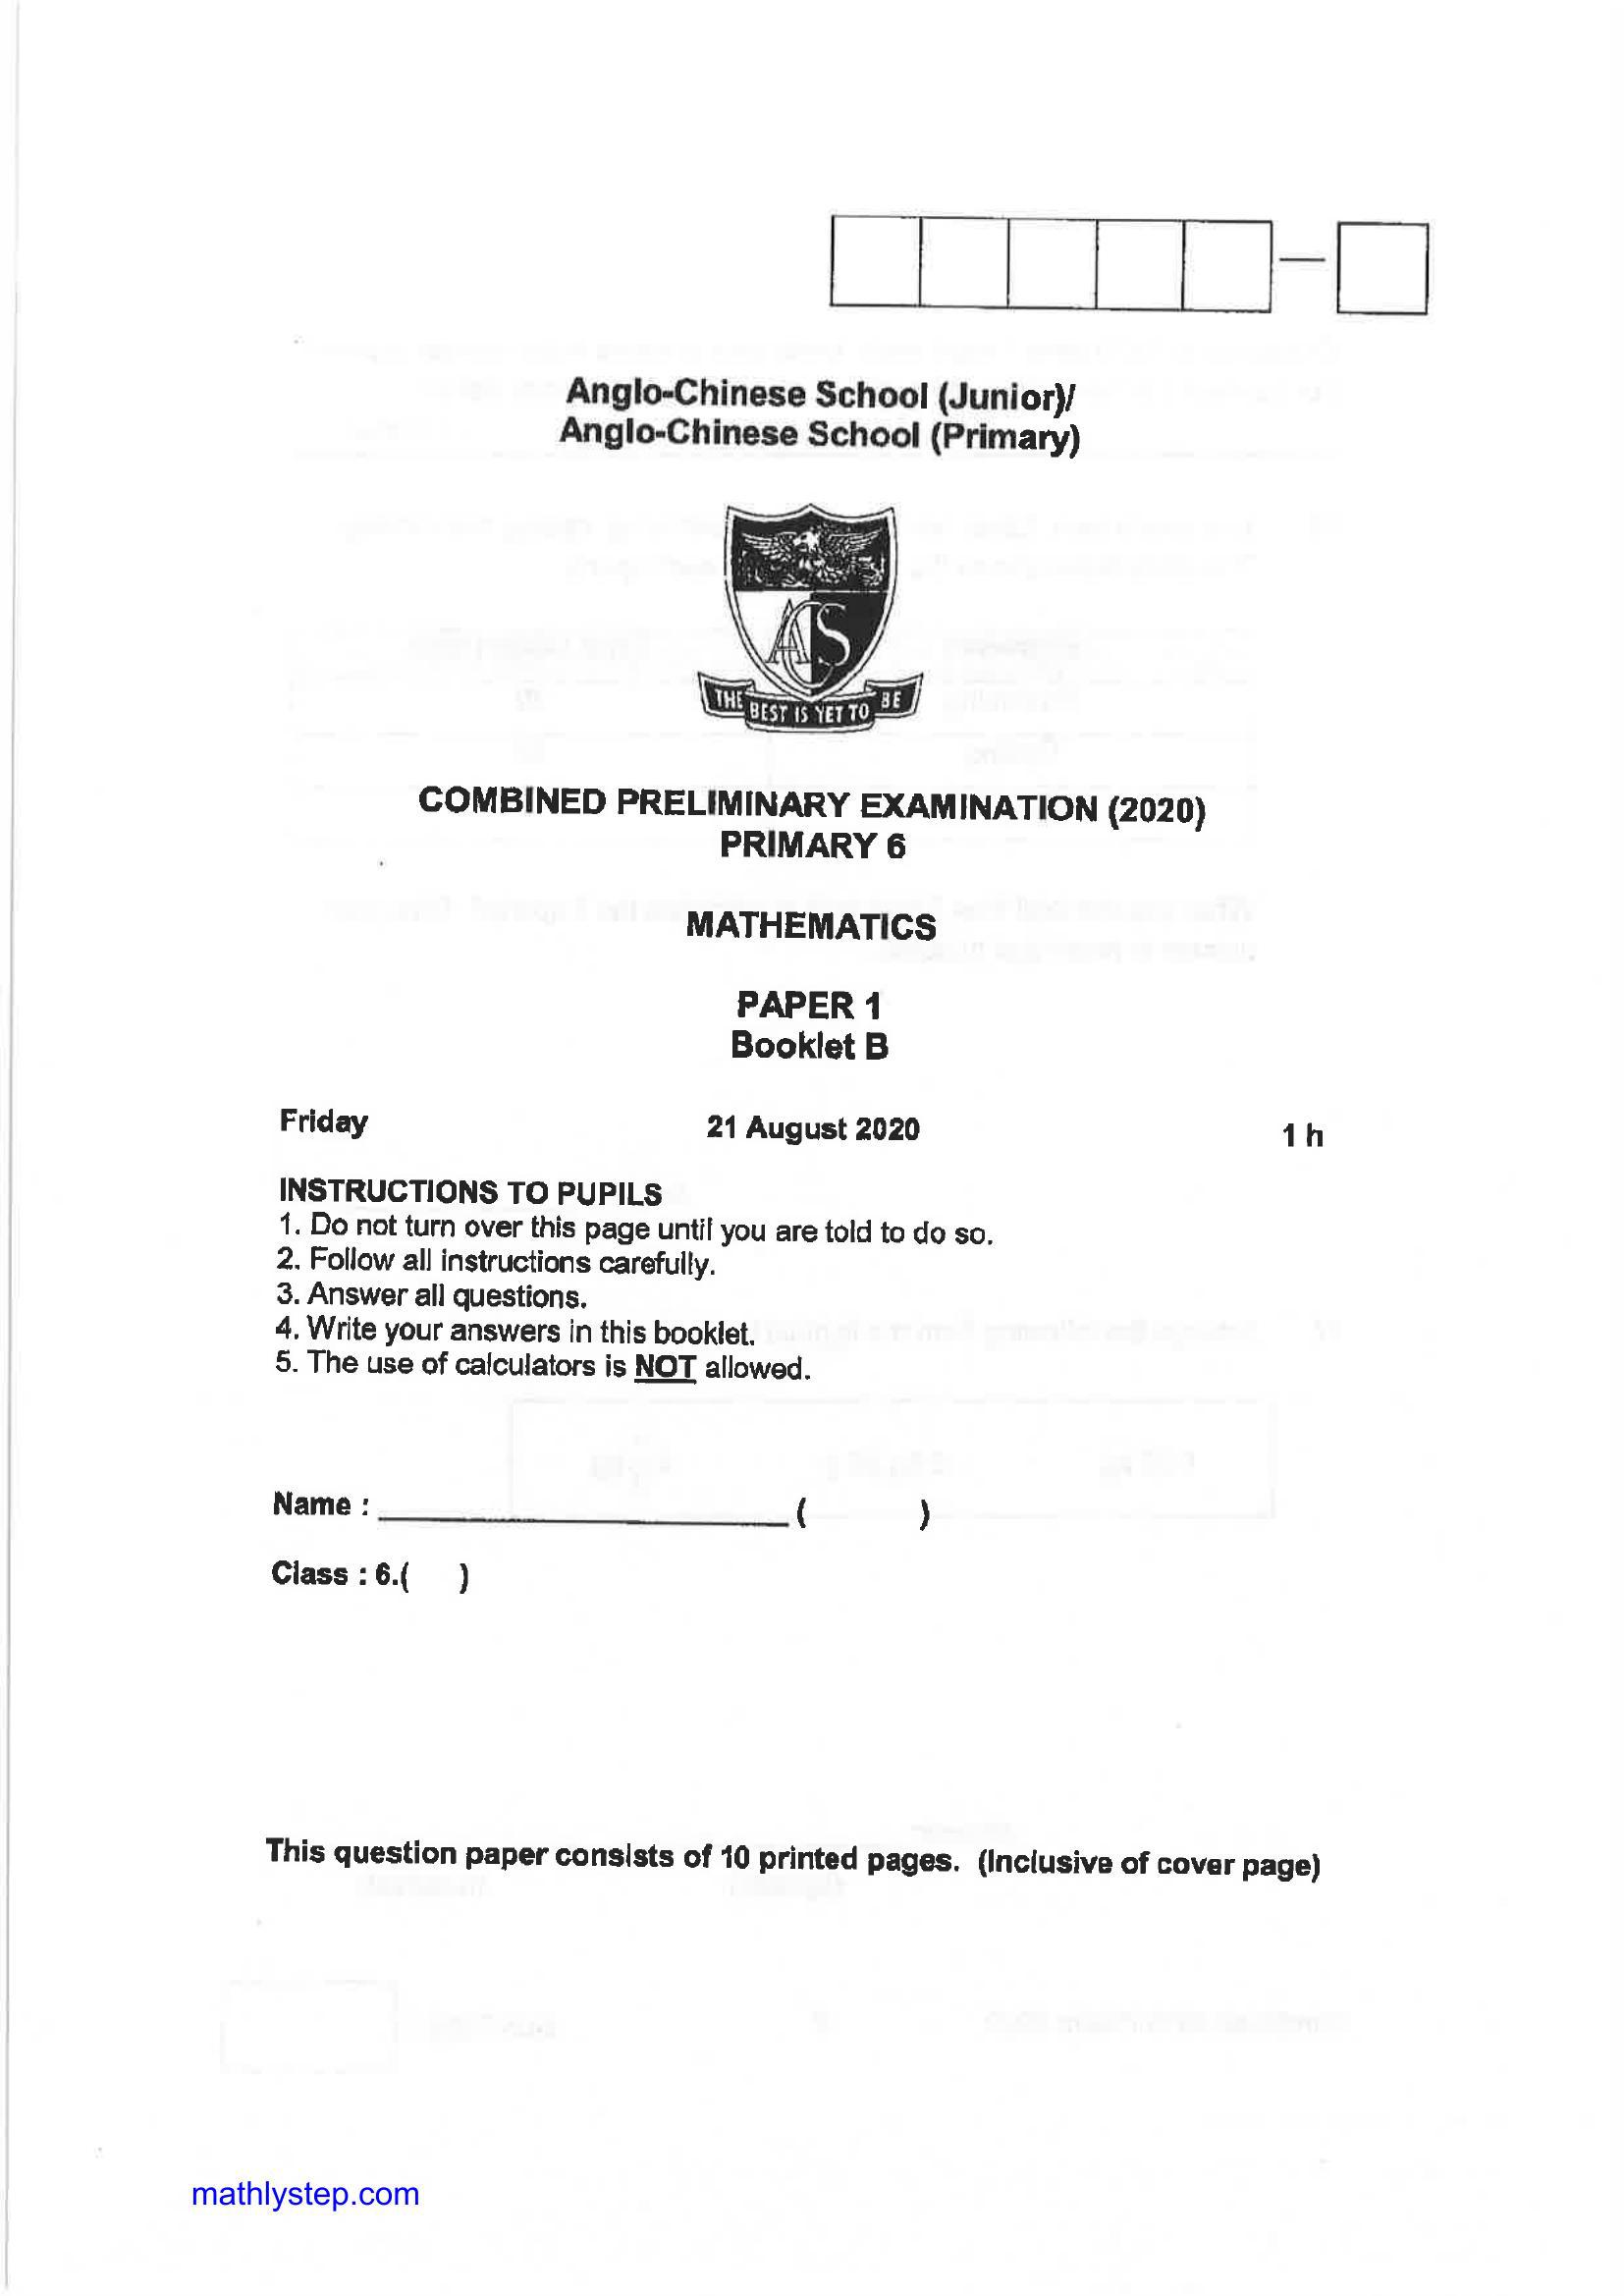 Anglo-Chinese School (Junior)/
Anglo-Chinese School (Primary)
ACS
THE BEST IS YET TO BE
COMBINED PRELIMINARY EXAMINATION (2020)
PRIMARY 6
MATHEMATICS
PAPER 1
Booklet B
Friday 21 August 2020 1 h
INSTRUCTIONS TO PUPILS
1. Do not turn over this page until you are told to do so.
2. Follow all instructions carefully.
3. Answer all questions.
4. Write your answers in this booklet.
5. The use of calculators is NOT allowed.
Name : ( )
Class : 6.( )
This question paper consists of 10 printed pages. (Inclusive of cover page)
mathlystep.com